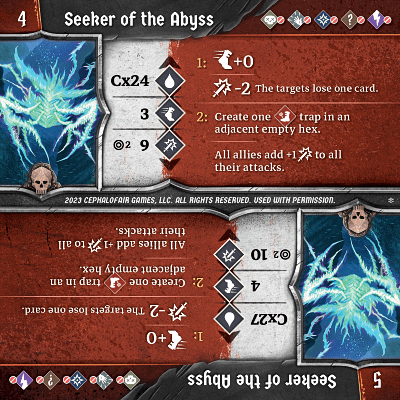 4 Seeker of the Abyss
1: +0
Cx24
-2 The targets lose one card.
3
2: Create one trap in an
adjacent empty hex.
2 9
All allies add +1 to all
their attacks.
2023 CEPHALOFAIR GAMES, LLC. ALL RIGHTS RESERVED. USED WITH PERMISSION.
5 Seeker of the Abyss
1: +0
Cx27
-2 The targets lose one card.
4
2: Create one trap in an
adjacent empty hex.
2 10
All allies add +1 to all
their attacks.